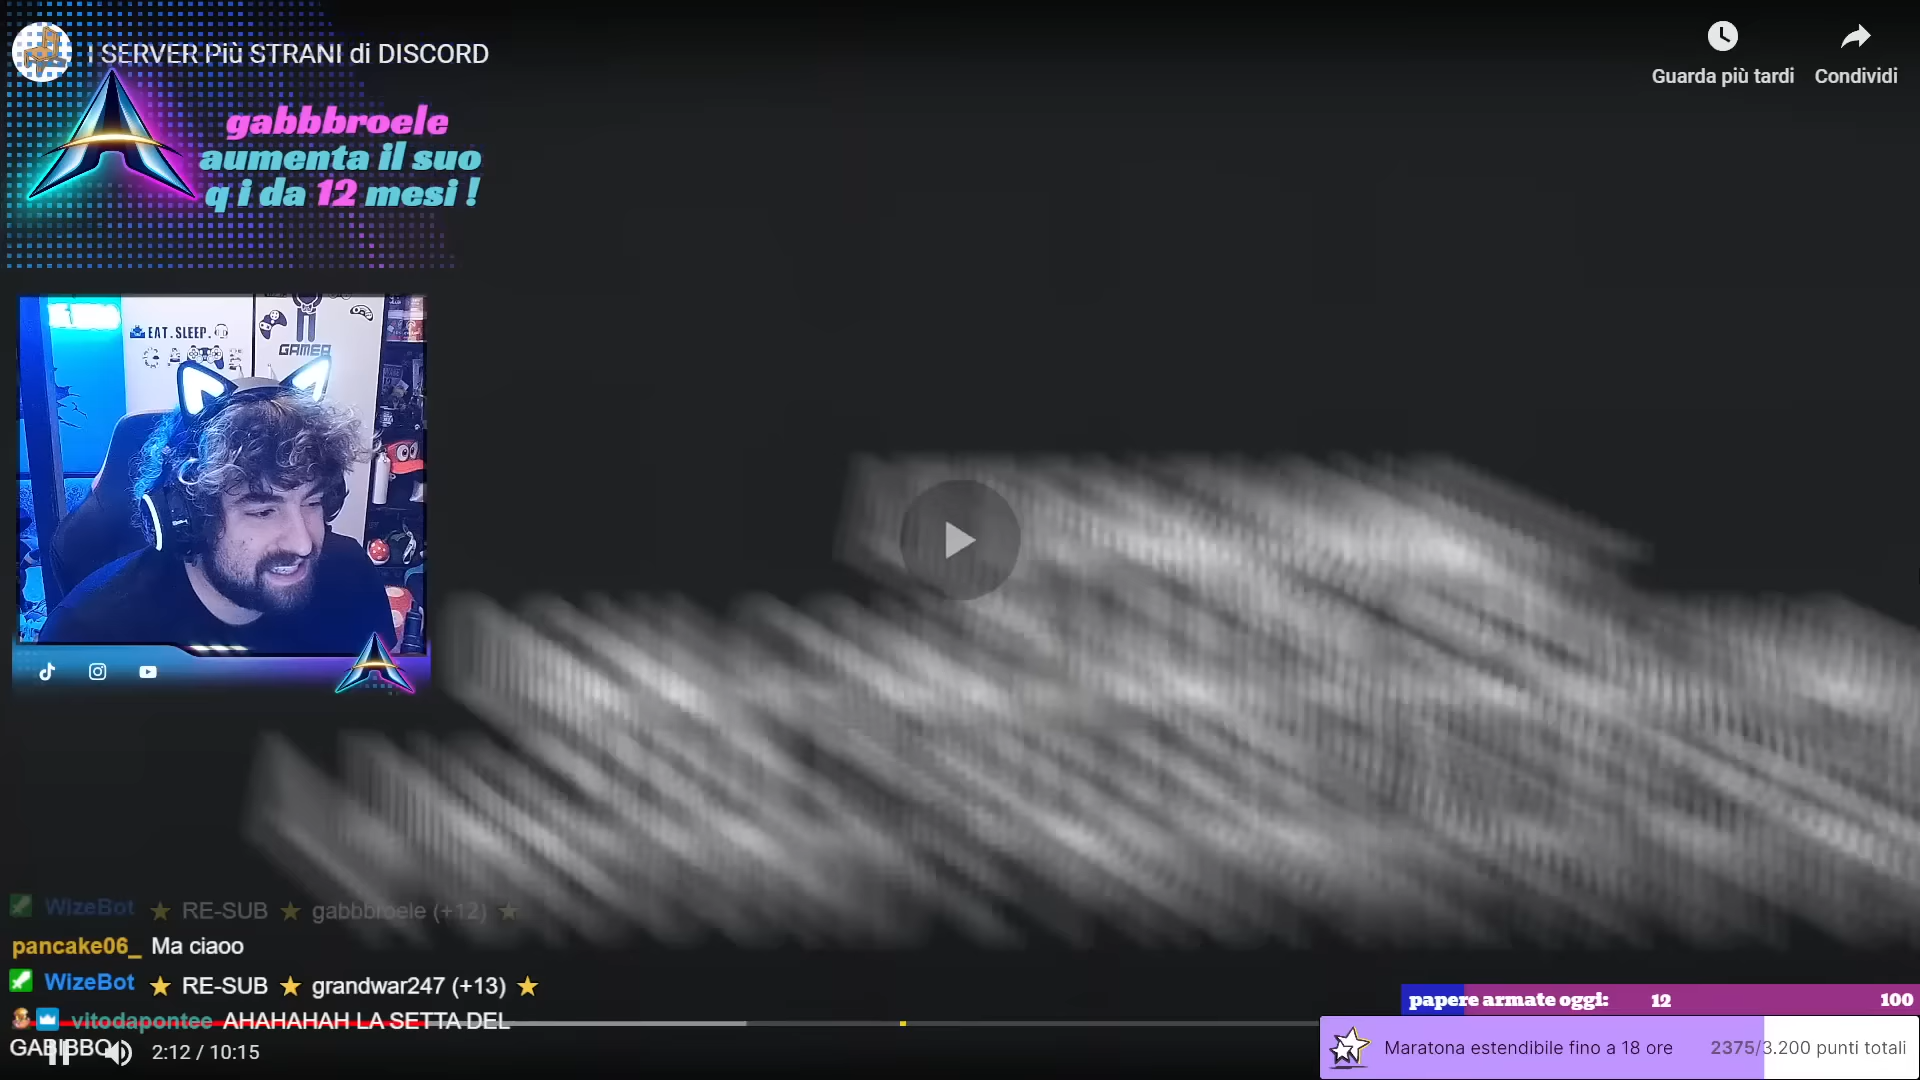 I SERVER Più STRANI di DISCORD
Guarda più tardi
Condividi
gabbbroele
aumenta il suo
q i da 12 mesi !
EAT.SLEEP.
GAMER
WizeBot ★ RE-SUB ★ gabbbroele (+12) ★
pancake06_ Ma ciaoo
WizeBot ★ RE-SUB ★ grandwar247 (+13) ★
vitodapontee AHAHAHAH LA SETTA DEL
GABIBBO
2:12 / 10:15
papere armate oggi: 12 100
Maratona estendibile fino a 18 ore 2375/3.200 punti totali